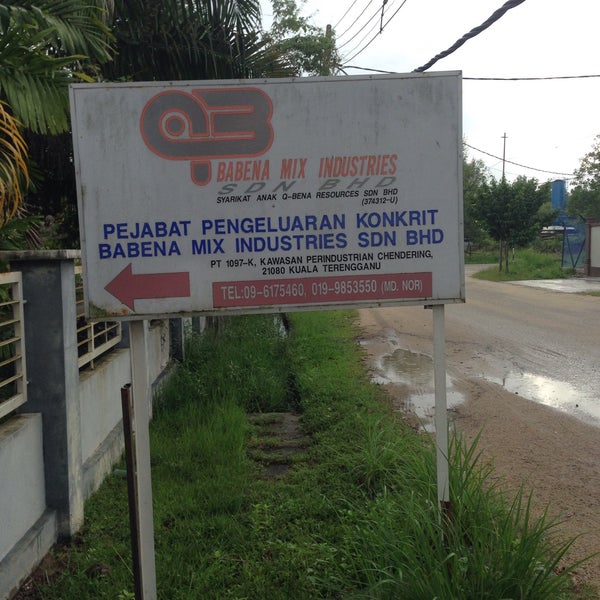 QB
BABENA MIX INDUSTRIES
SDN BHD
SYARIKAT ANAK Q-BENA RESOURCES SDN BHD
(374312-U)
PEJABAT PENGELUARAN KONKRIT
BABENA MIX INDUSTRIES SDN BHD
PT 1097-K, KAWASAN PERINDUSTRIAN CHENDERING,
21080 KUALA TERENGGANU
TEL:09-6175460, 019-9853550 (MD. NOR)